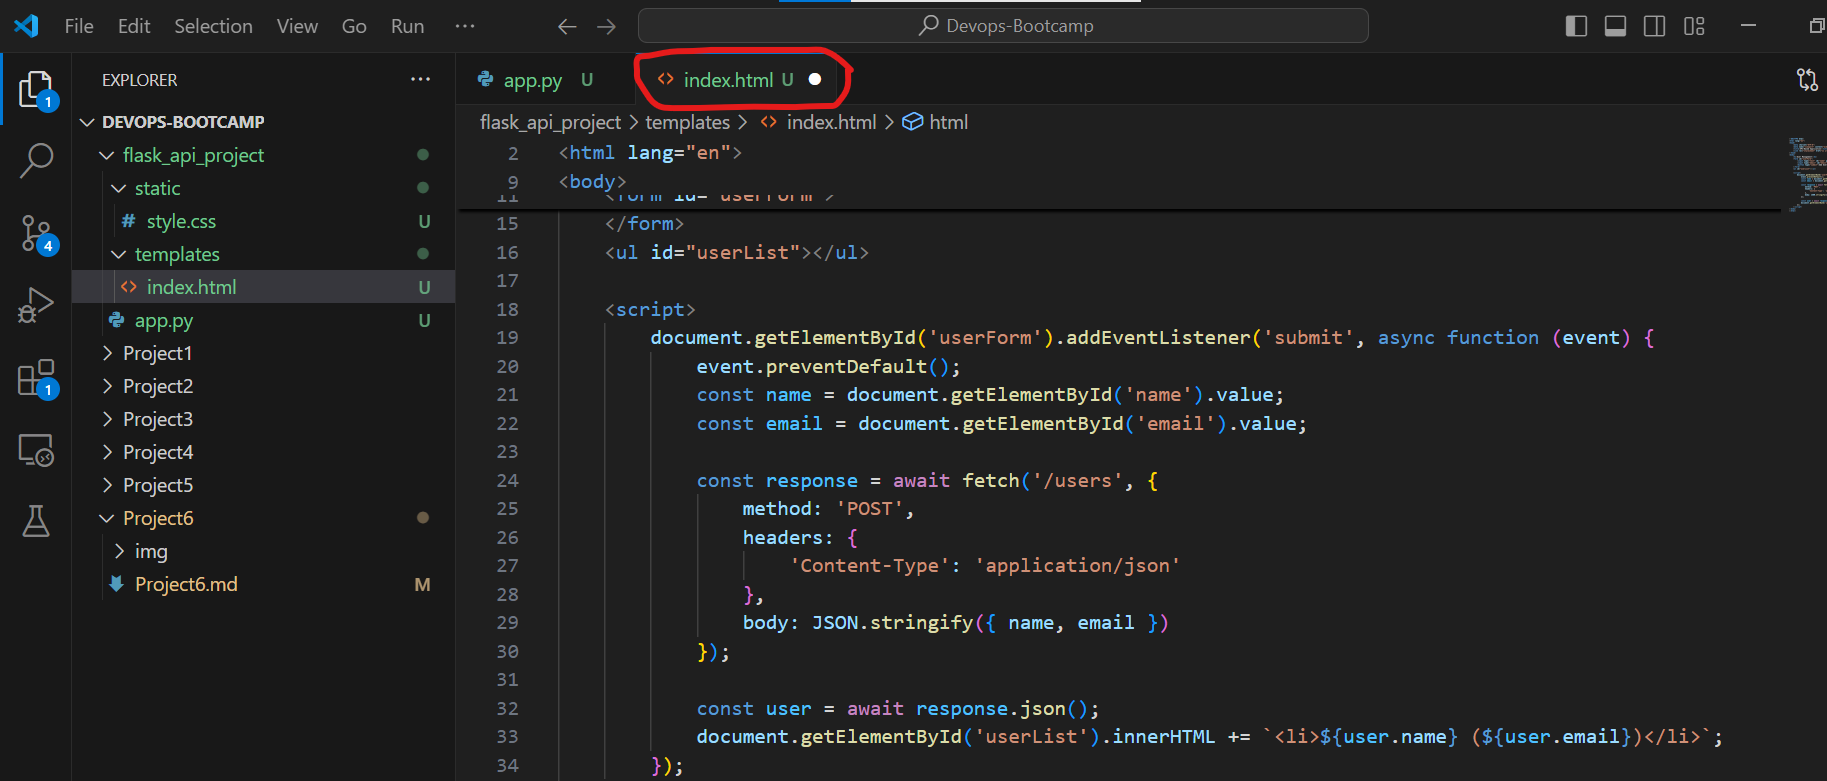 File Edit Selection View Go Run ··· Devops-Bootcamp
EXPLORER ···
DEVOPS-BOOTCAMP
flask_api_project
static
# style.css U
templates
<> index.html U
app.py U
Project1
Project2
Project3
Project4
Project5
Project6
img
Project6.md M
1
4
1
app.py U <> index.html U
flask_api_project > templates > <> index.html > html
2 <html lang="en">
9 <body>
11 <form id="userForm">
15 </form>
16 <ul id="userList"></ul>
17
18 <script>
19 document.getElementById('userForm').addEventListener('submit', async function (event) {
20 event.preventDefault();
21 const name = document.getElementById('name').value;
22 const email = document.getElementById('email').value;
23
24 const response = await fetch('/users', {
25 method: 'POST',
26 headers: {
27 'Content-Type': 'application/json'
28 },
29 body: JSON.stringify({ name, email })
30 });
31
32 const user = await response.json();
33 document.getElementById('userList').innerHTML += `<li>${user.name} (${user.email})</li>`;
34 });